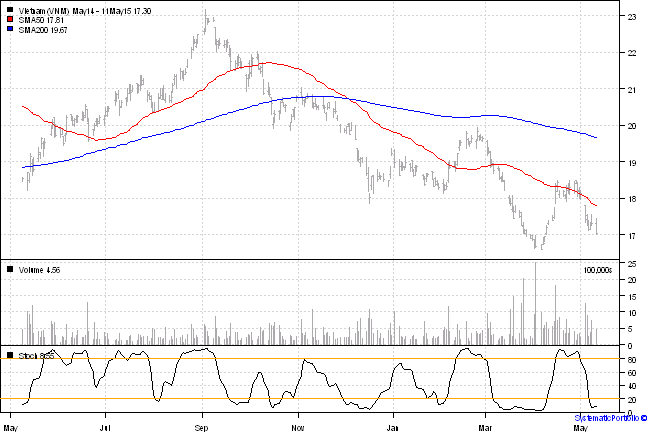 Vietnam (VNM) May14 - 11May15 17.30
SMA50 17.81
SMA200 19.67
23
22
21
20
19
18
17
Volume 4.56
100,000s
25
20
15
10
5
0
Stoch 8.55
80
60
40
20
0
May Jul Sep Nov Jan Mar May
SystematicPortfolio ©